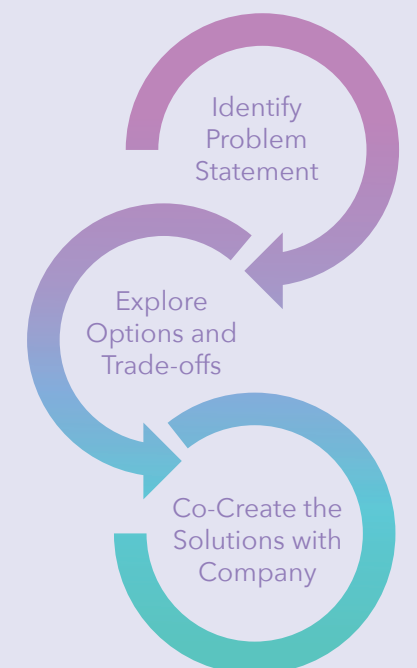 Identify
Problem
Statement
Explore
Options and
Trade-offs
Co-Create the
Solutions with
Company